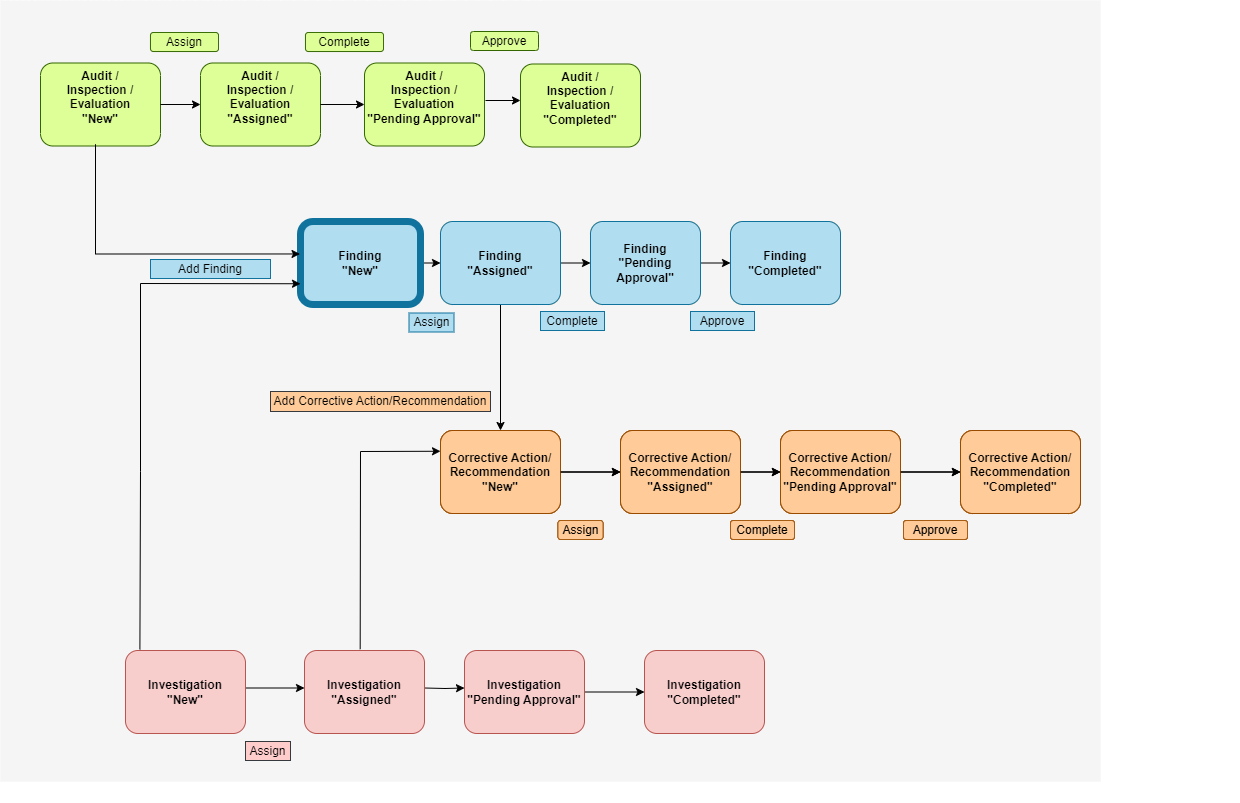 Assign
Complete
Approve
Audit /
Inspection /
Evaluation
"New"
Audit /
Inspection /
Evaluation
"Assigned"
Audit /
Inspection /
Evaluation
"Pending Approval"
Audit /
Inspection /
Evaluation
"Completed"
Add Finding
Finding
"New"
Finding
"Assigned"
Finding
"Pending
Approval"
Finding
"Completed"
Assign
Complete
Approve
Add Corrective Action/Recommendation
Corrective Action/
Recommendation
"New"
Corrective Action/
Recommendation
"Assigned"
Corrective Action/
Recommendation
"Pending Approval"
Corrective Action/
Recommendation
"Completed"
Assign
Complete
Approve
Investigation
"New"
Investigation
"Assigned"
Investigation
"Pending Approval"
Investigation
"Completed"
Assign